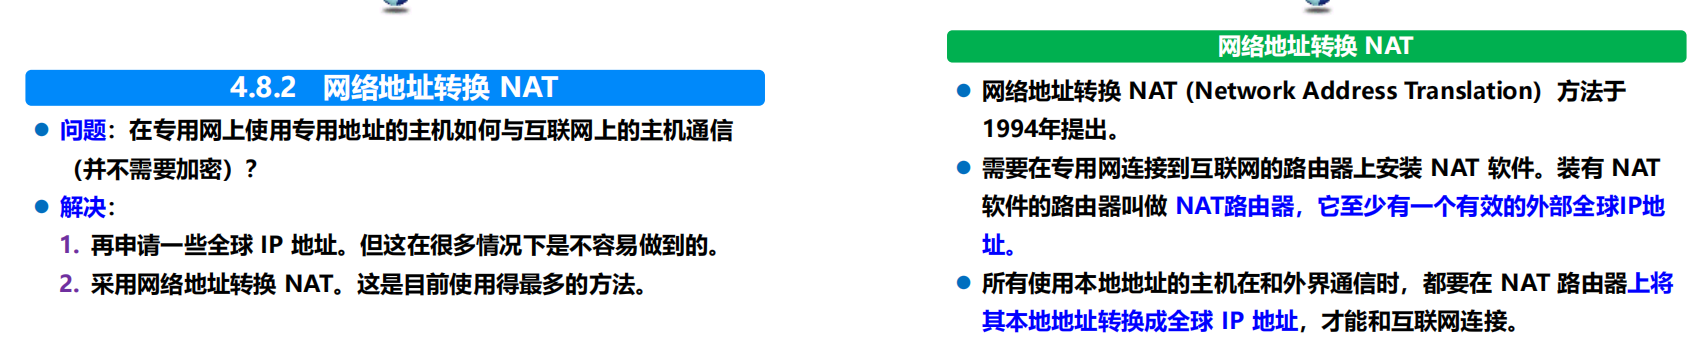 4.8.2 网络地址转换 NAT
问题：在专用网上使用专用地址的主机如何与互联网上的主机通信
（并不需要加密）？
解决：
1. 再申请一些全球 IP 地址。但这在很多情况下是不容易做到的。
2. 采用网络地址转换 NAT。这是目前使用得最多的方法。
网络地址转换 NAT
网络地址转换 NAT (Network Address Translation) 方法于
1994年提出。
需要在专用网连接到互联网的路由器上安装 NAT 软件。装有 NAT
软件的路由器叫做 NAT路由器，它至少有一个有效的外部全球IP地
址。
所有使用本地地址的主机在和外界通信时，都要在 NAT 路由器上将
其本地地址转换成全球 IP 地址，才能和互联网连接。